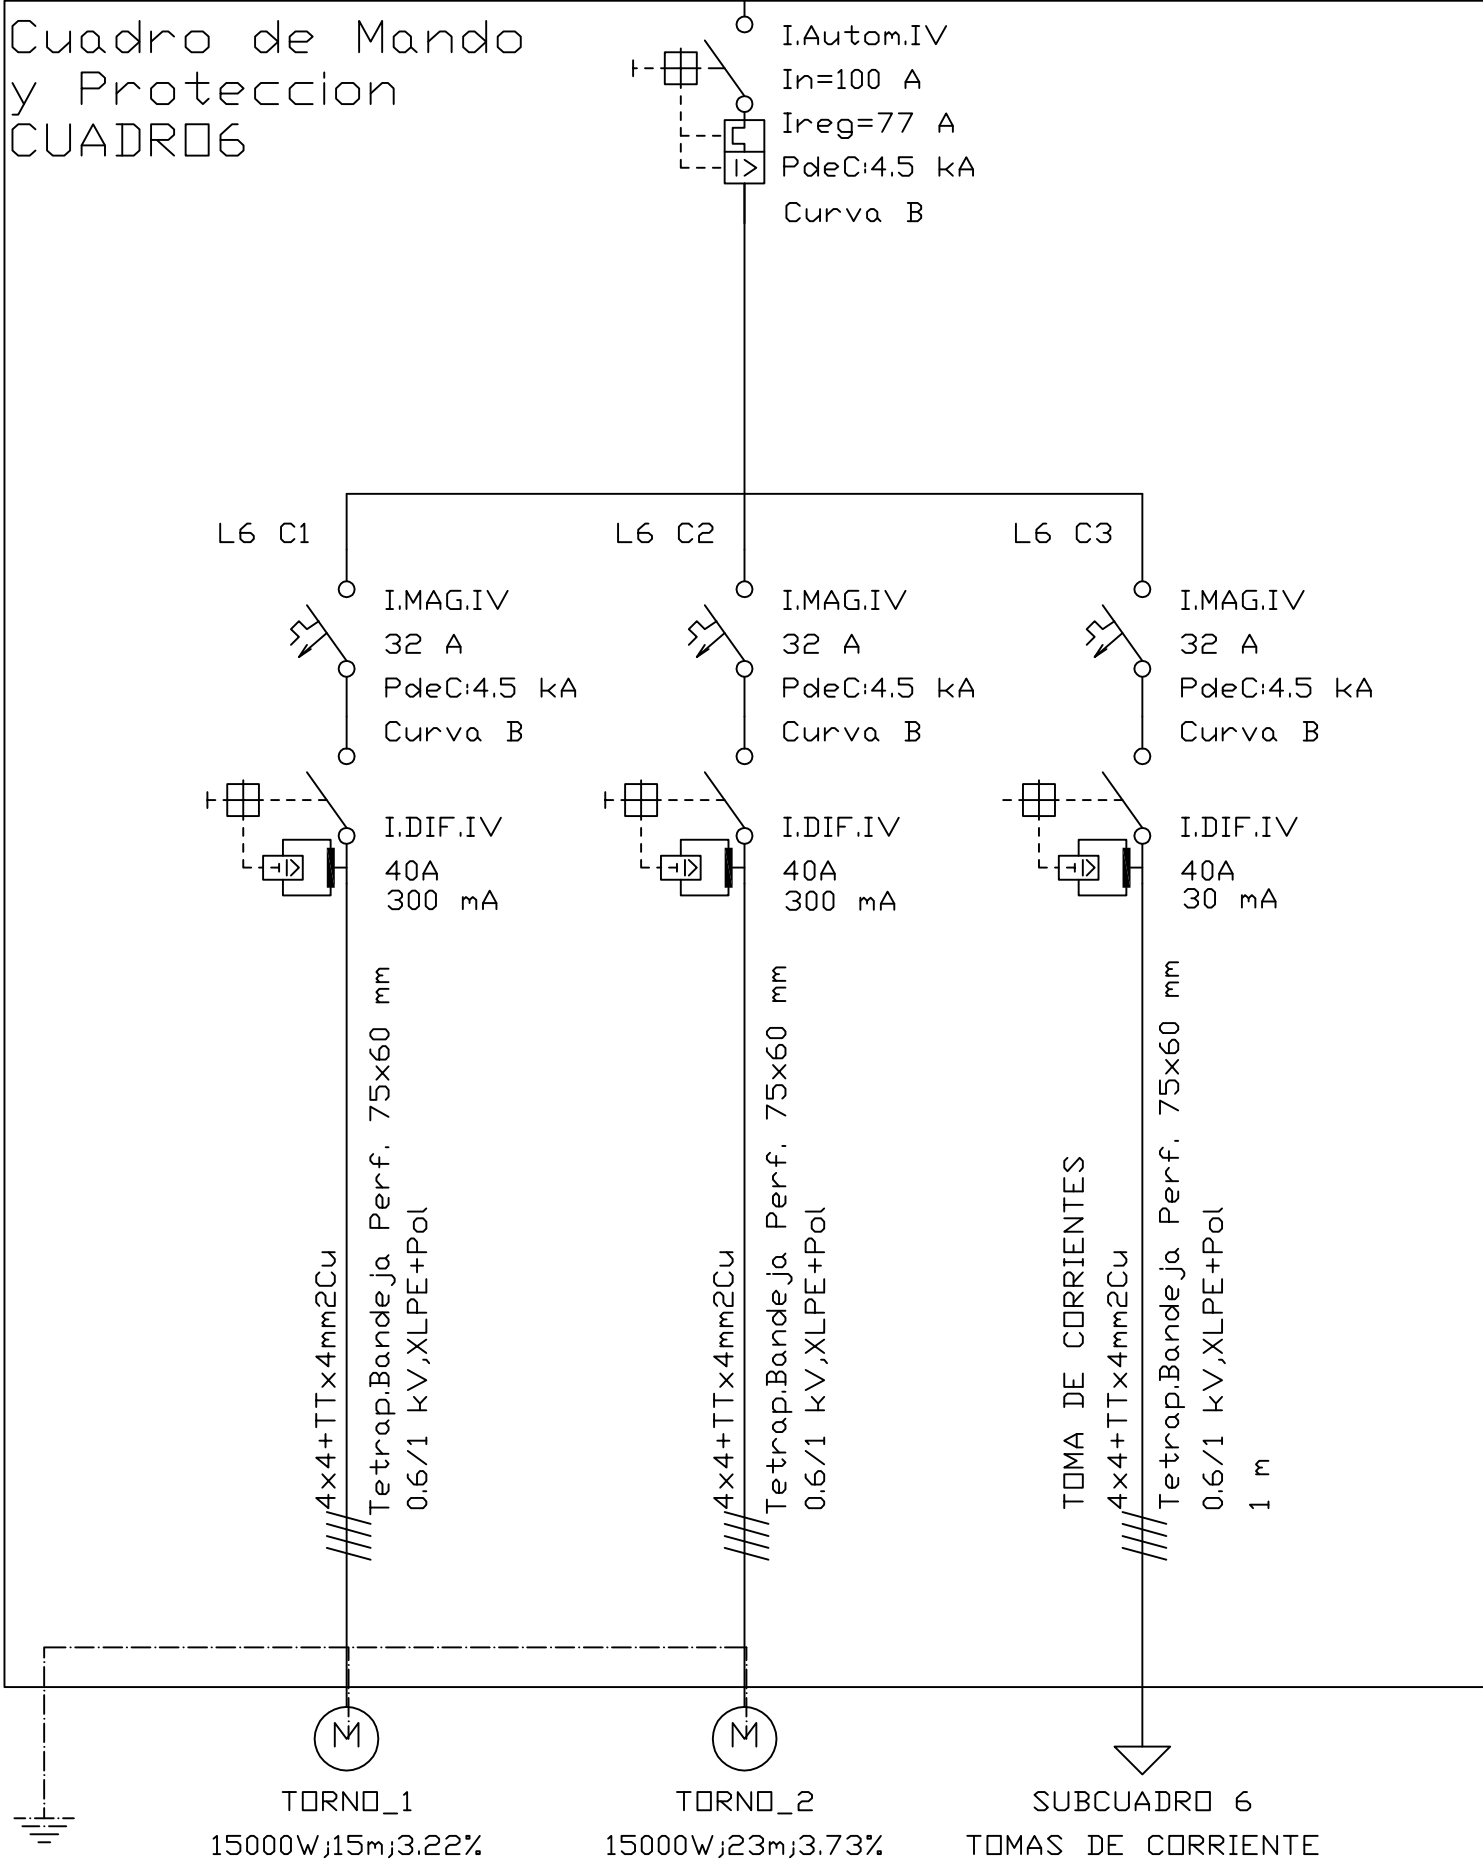 Cuadro de Mando
y Proteccion
CUADRO6
I.Autom.IV
In=100 A
Ireg=77 A
PdeC:4.5 kA
Curva B
I>
L6 C1
I.MAG.IV
32 A
PdeC:4.5 kA
Curva B
I.DIF.IV
40A
300 mA
I>
4x4+TTx4mm2Cu
Tetrap.Bandeja Perf. 75x60 mm
0.6/1 kV,XLPE+Pol
M
TORNO_1
15000W;15m;3.22%
L6 C2
I.MAG.IV
32 A
PdeC:4.5 kA
Curva B
I.DIF.IV
40A
300 mA
I>
4x4+TTx4mm2Cu
Tetrap.Bandeja Perf. 75x60 mm
0.6/1 kV,XLPE+Pol
M
TORNO_2
15000W;23m;3.73%
L6 C3
I.MAG.IV
32 A
PdeC:4.5 kA
Curva B
I.DIF.IV
40A
30 mA
I>
TOMA DE CORRIENTES
4x4+TTx4mm2Cu
Tetrap.Bandeja Perf. 75x60 mm
0.6/1 kV,XLPE+Pol
1 m
SUBCUADRO 6
TOMAS DE CORRIENTE